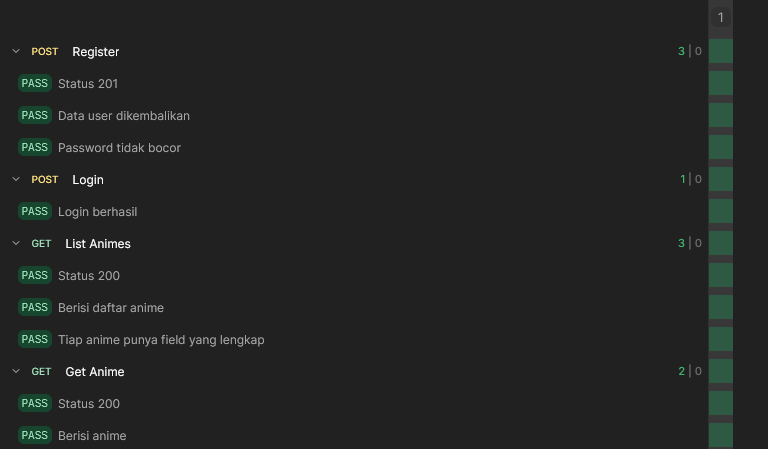 1
POST Register 3 | 0
PASS Status 201
PASS Data user dikembalikan
PASS Password tidak bocor
POST Login 1 | 0
PASS Login berhasil
GET List Animes 3 | 0
PASS Status 200
PASS Berisi daftar anime
PASS Tiap anime punya field yang lengkap
GET Get Anime 2 | 0
PASS Status 200
PASS Berisi anime